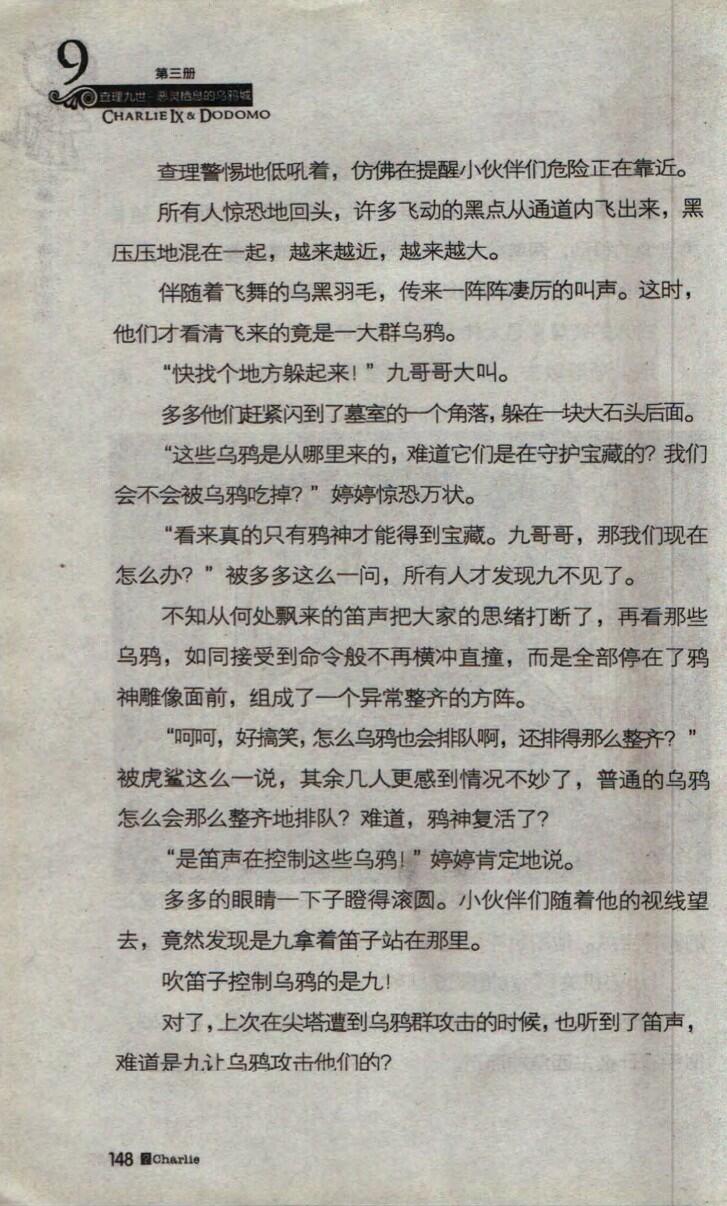 9
第三册
查理九世·恶灵栖息的乌鸦城
CHARLIE IX & DODOMO
查理警惕地低吼着，仿佛在提醒小伙伴们危险正在靠近。
所有人惊恐地回头，许多飞动的黑点从通道内飞出来，黑
压压地混在一起，越来越近，越来越大。
伴随着飞舞的乌黑羽毛，传来一阵阵凄厉的叫声。这时，
他们才看清飞来的竟是一大群乌鸦。
“快找个地方躲起来！”九哥哥大叫。
多多他们赶紧闪到了墓室的一个角落，躲在一块大石头后面。
“这些乌鸦是从哪里来的，难道它们是在守护宝藏的？我们
会不会被乌鸦吃掉？”婷婷惊恐万状。
“看来真的只有鸦神才能得到宝藏。九哥哥，那我们现在
怎么办？”被多多这么一问，所有人才发现九不见了。
不知从何处飘来的笛声把大家的思绪打断了，再看那些
乌鸦，如同接受到命令般不再横冲直撞，而是全部停在了鸦
神雕像面前，组成了一个异常整齐的方阵。
“呵呵，好搞笑，怎么乌鸦也会排队啊，还排得那么整齐？”
被虎鲨这么一说，其余几人更感到情况不妙了，普通的乌鸦
怎么会那么整齐地排队？难道，鸦神复活了？
“是笛声在控制这些乌鸦！”婷婷肯定地说。
多多的眼睛一下子瞪得滚圆。小伙伴们随着他的视线望
去，竟然发现是九拿着笛子站在那里。
吹笛子控制乌鸦的是九！
对了，上次在尖塔遭到乌鸦群攻击的时候，也听到了笛声，
难道是九让乌鸦攻击他们的？
148 Charlie